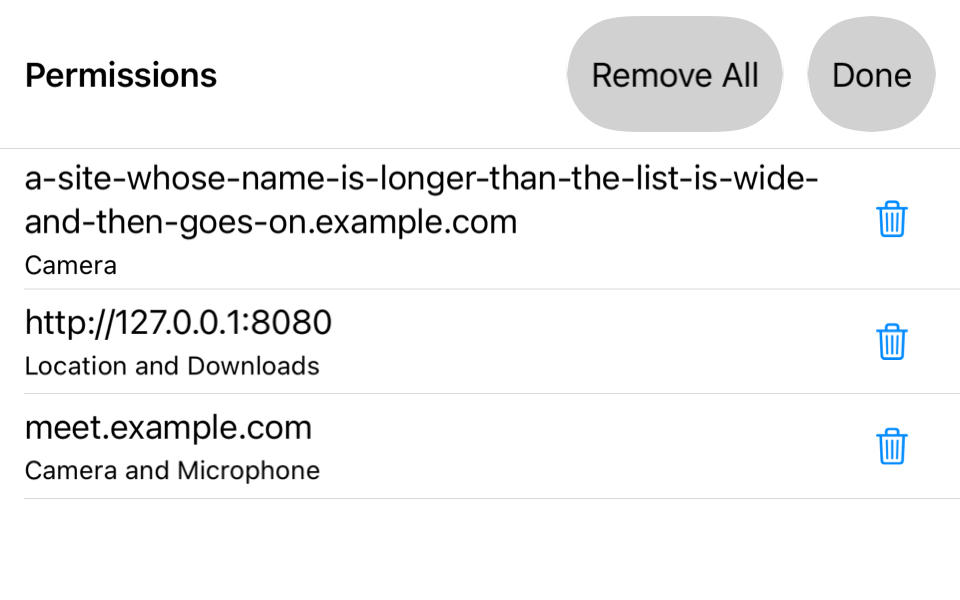 Permissions
Remove All
Done
a-site-whose-name-is-longer-than-the-list-is-wide-
and-then-goes-on.example.com
Camera
http://127.0.0.1:8080
Location and Downloads
meet.example.com
Camera and Microphone